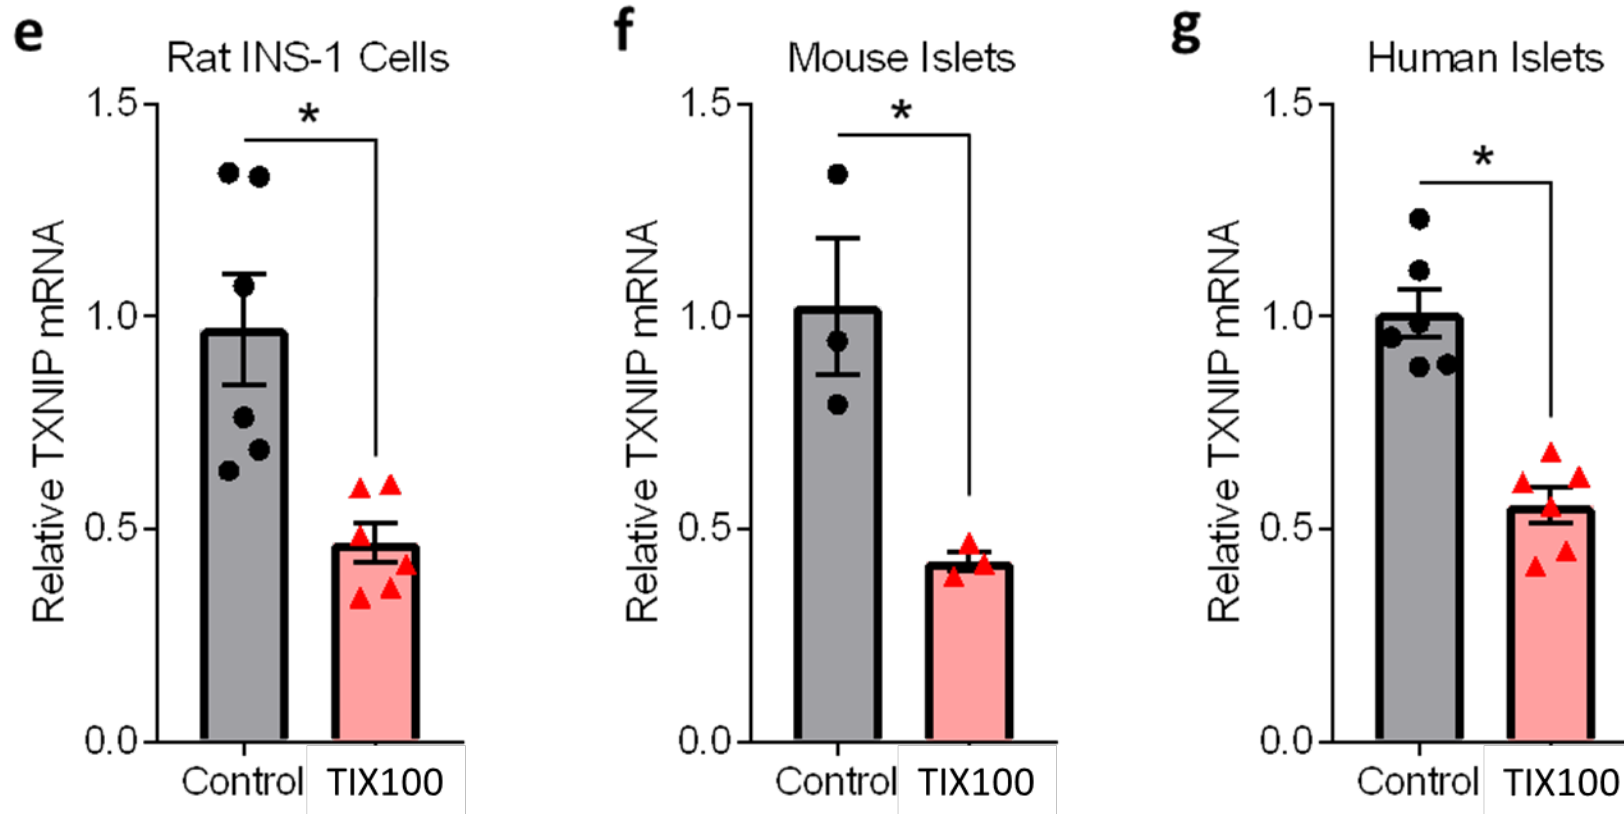 e
Rat INS-1 Cells
Relative TXNIP mRNA
1.5
1.0
0.5
0.0
*
Control
TIX100
f
Mouse Islets
Relative TXNIP mRNA
1.5
1.0
0.5
0.0
*
Control
TIX100
g
Human Islets
Relative TXNIP mRNA
1.5
1.0
0.5
0.0
*
Control
TIX100